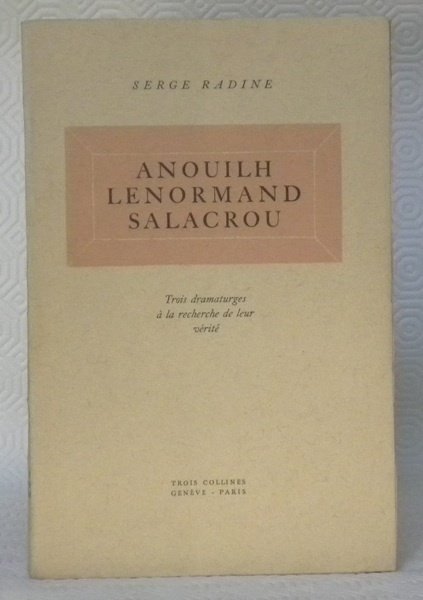 SERGE RADINE
ANOUILH
LENORMAND
SALACROU
Trois dramaturges
à la recherche de leur
vérité
TROIS COLLINES
GENÈVE - PARIS